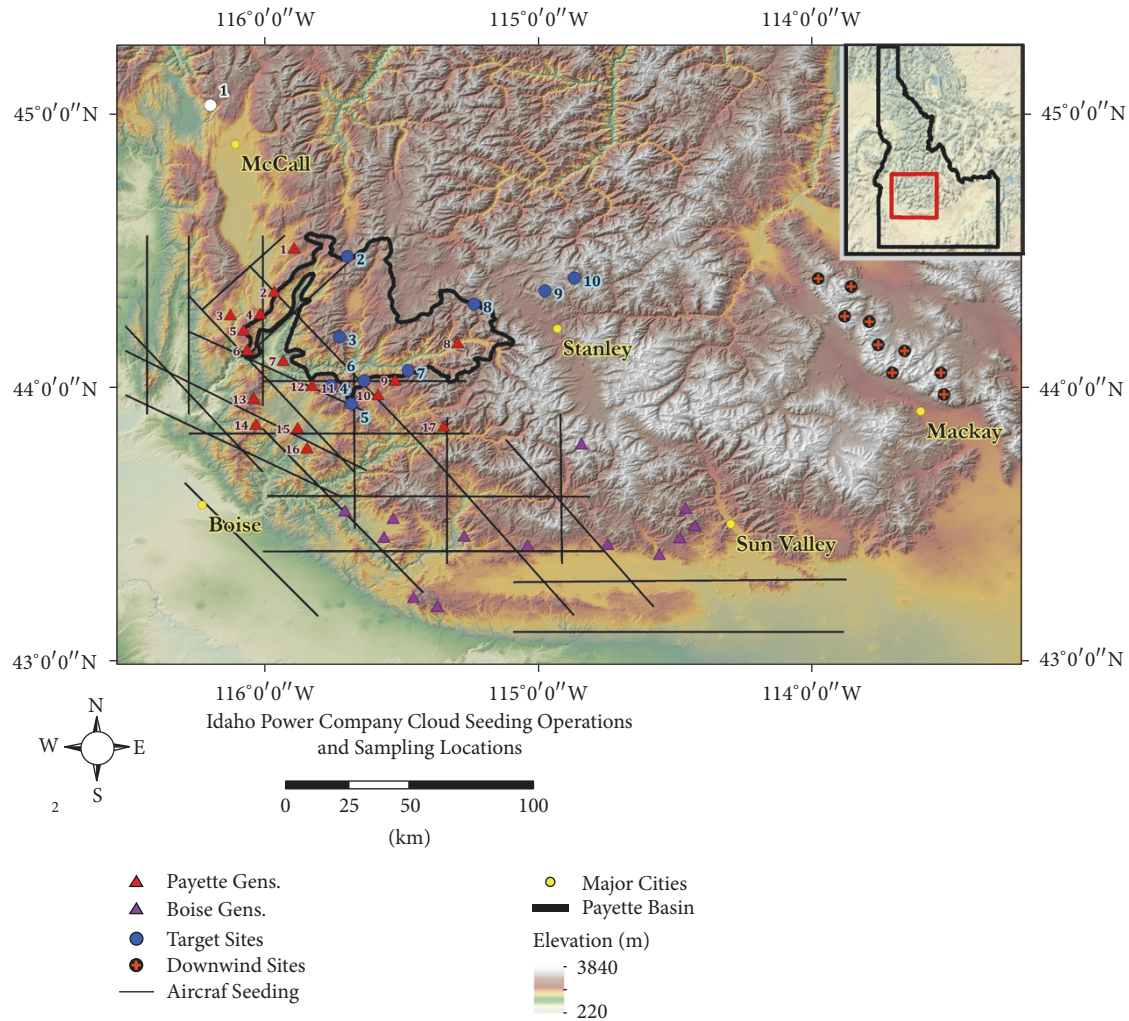 116°0′0″W 115°0′0″W 114°0′0″W
45°0′0″N 45°0′0″N
1
McCall
1 2
2 10
9
3 4 8
5 3 Stanley
6 8
7 6 7
44°0′0″N 12 11 4 9 44°0′0″N
13 10 Mackay
5
14 15 17
16
Boise Sun Valley
43°0′0″N 43°0′0″N
116°0′0″W 115°0′0″W 114°0′0″W
N
W E
S
2
Idaho Power Company Cloud Seeding Operations
and Sampling Locations
0 25 50 100
(km)
Payette Gens.
Boise Gens.
Target Sites
Downwind Sites
Aircraf Seeding
Major Cities
Payette Basin
Elevation (m)
3840
220